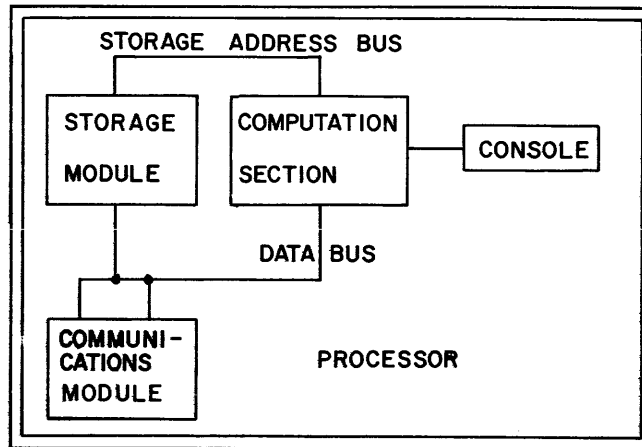 STORAGE ADDRESS BUS
STORAGE
MODULE
COMPUTATION
SECTION
CONSOLE
DATA BUS
COMMUNI-
CATIONS
MODULE
PROCESSOR